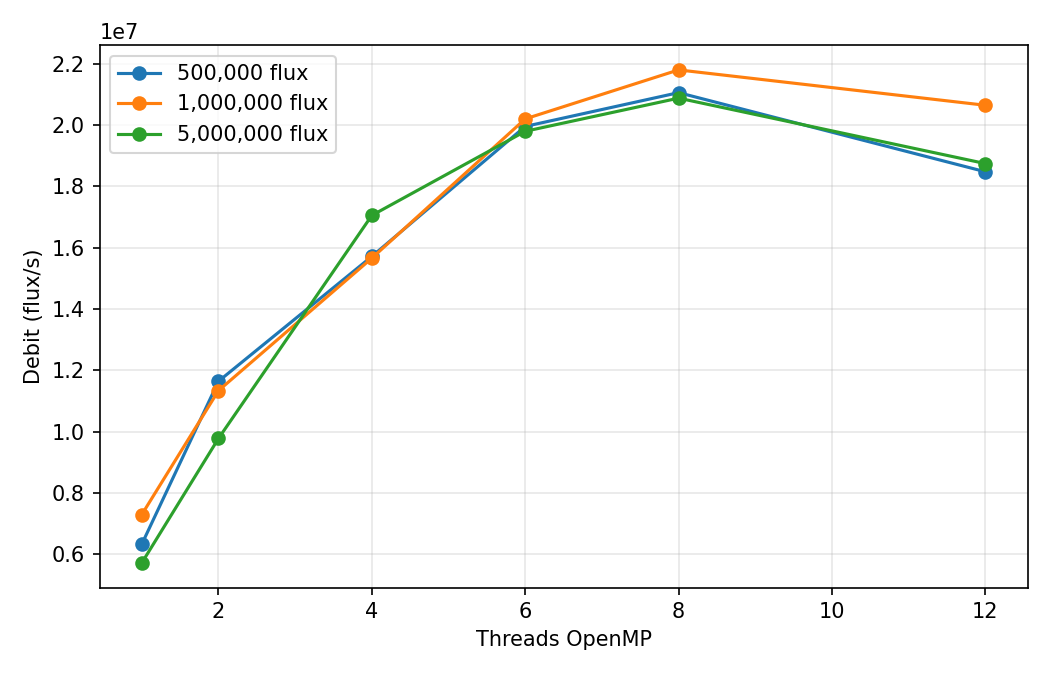 1e7
2.2
2.0
1.8
1.6
1.4
1.2
1.0
0.8
0.6
Debit (flux/s)
500,000 flux
1,000,000 flux
5,000,000 flux
2 4 6 8 10 12
Threads OpenMP